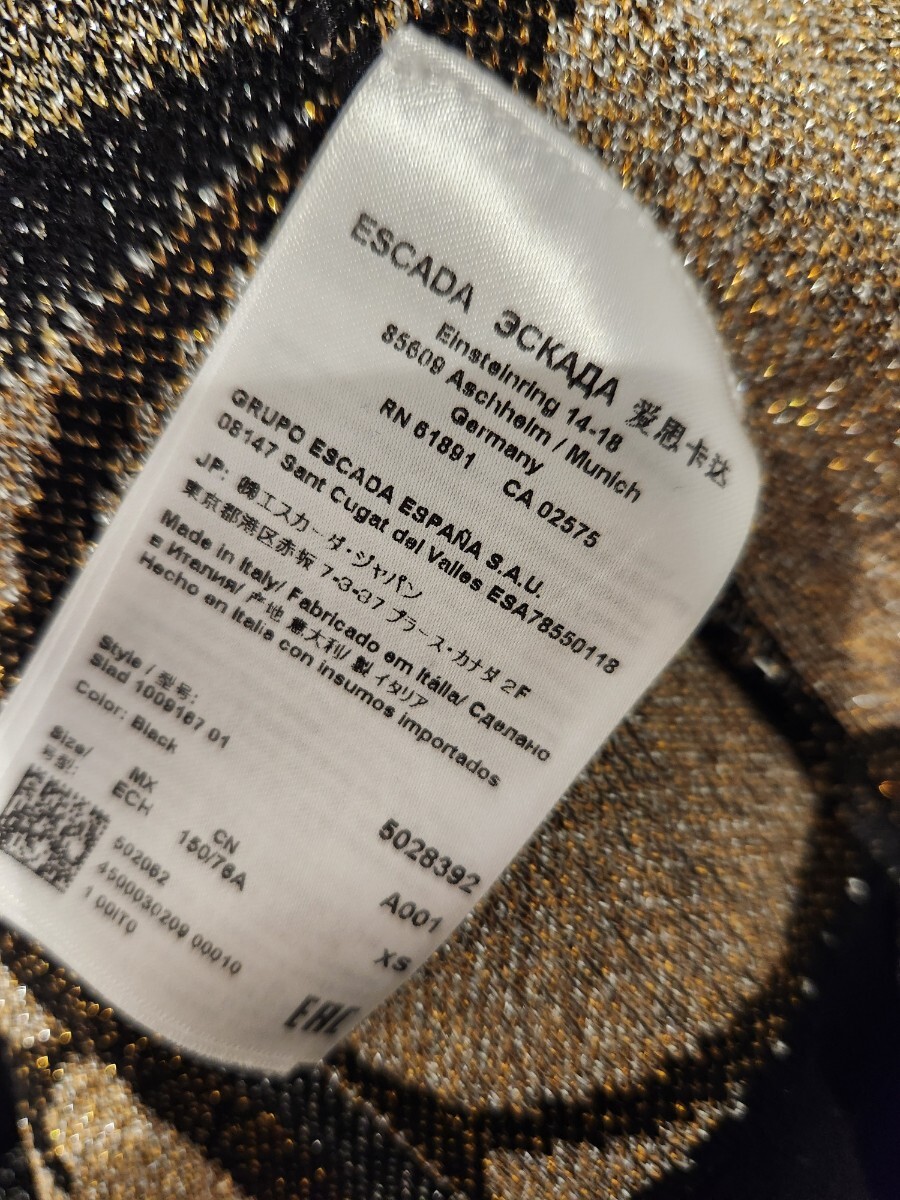 ESCADA ЭСКАДА 爱思卡达
Einsteinring 14-18
85609 Aschheim / Munich
Germany
RN 61891 CA 02575
GRUPO ESCADA ESPAÑA S.A.U.
08147 Sant Cugat del Valles ESA78550118
JP: ㈱エスカーダ・ジャパン
東京都港区赤坂 7-3-37 プラース・カナダ 2F
Made in Italy/ Fabricado em Itália/ Сделано
в Италия/ 产地 意大利/ 製 イタリア
Hecho en Italia con insumos importados
Style / 型号:
Slad 1009167 01
5028392
Color: Black
A001
Size/
号型:
MX
ECH
CN
150/76A
XS
502062
4500030209 00010
1 00IT0
EAC